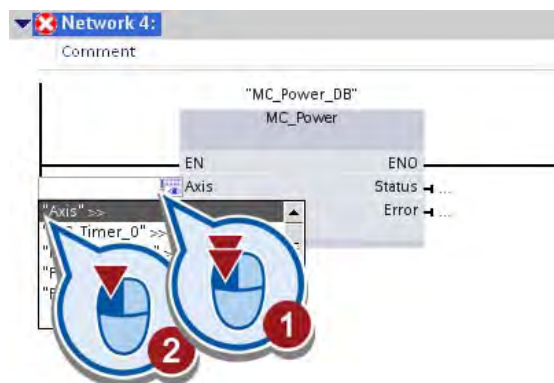 Network 4:
Comment
"MC_Power_DB"
MC_Power
EN ENO
Axis Status ...
Error ...
"Axis" >>
Timer_0" >>
1
2